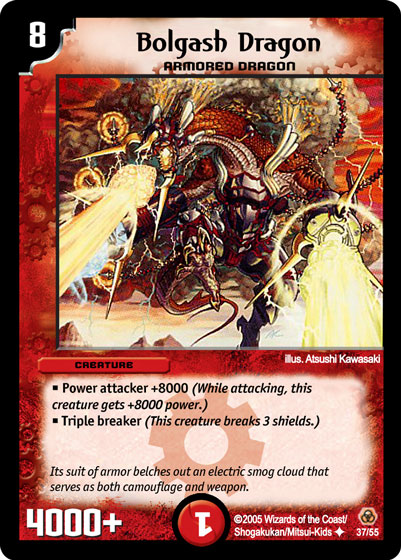 8
Bolgash Dragon
ARMORED DRAGON
illus. Atsushi Kawasaki
CREATURE
▪ Power attacker +8000 (While attacking, this
creature gets +8000 power.)
▪ Triple breaker (This creature breaks 3 shields.)
Its suit of armor belches out an electric smog cloud that
serves as both camouflage and weapon.
4000+
1
©2005 Wizards of the Coast/
Shogakukan/Mitsui-Kids ✦ 37/55